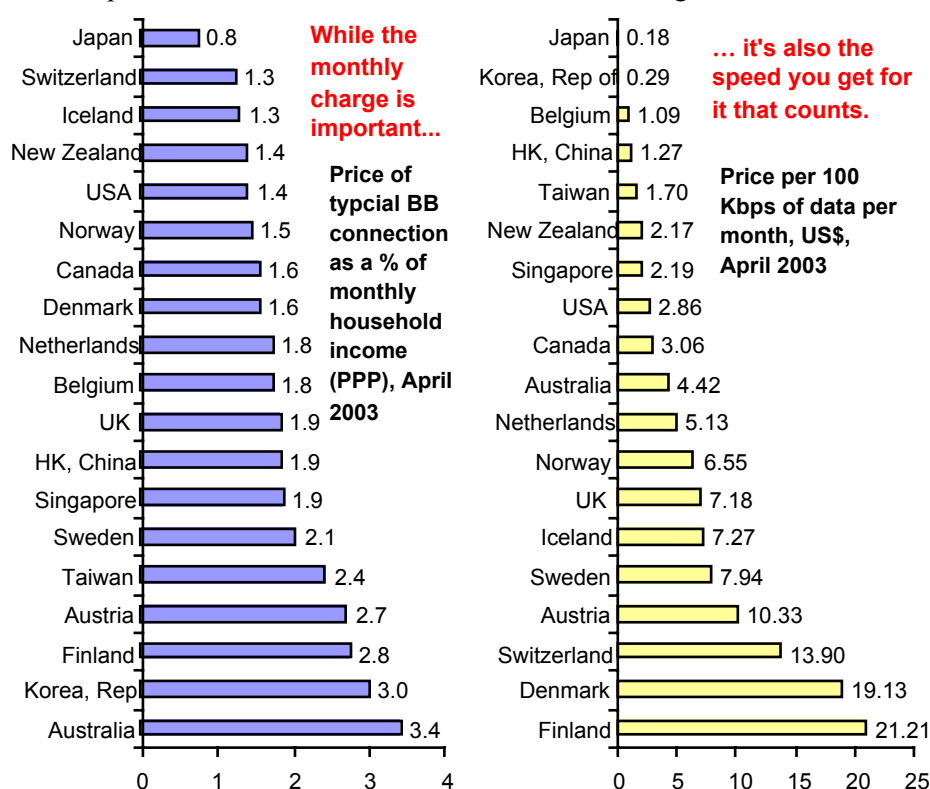 Japan 0.8
Switzerland 1.3
Iceland 1.3
New Zealand 1.4
USA 1.4
Norway 1.5
Canada 1.6
Denmark 1.6
Netherlands 1.8
Belgium 1.8
UK 1.9
HK, China 1.9
Singapore 1.9
Sweden 2.1
Taiwan 2.4
Austria 2.7
Finland 2.8
Korea, Rep 3.0
Australia 3.4
0 1 2 3 4
While the
monthly
charge is
important...
Price of
typcial BB
connection
as a % of
monthly
household
income
(PPP), April
2003
Japan 0.18
Korea, Rep of 0.29
Belgium 1.09
HK, China 1.27
Taiwan 1.70
New Zealand 2.17
Singapore 2.19
USA 2.86
Canada 3.06
Australia 4.42
Netherlands 5.13
Norway 6.55
UK 7.18
Iceland 7.27
Sweden 7.94
Austria 10.33
Switzerland 13.90
Denmark 19.13
Finland 21.21
0 5 10 15 20 25
... it's also the
speed you get for
it that counts.
Price per 100
Kbps of data per
month, US$,
April 2003